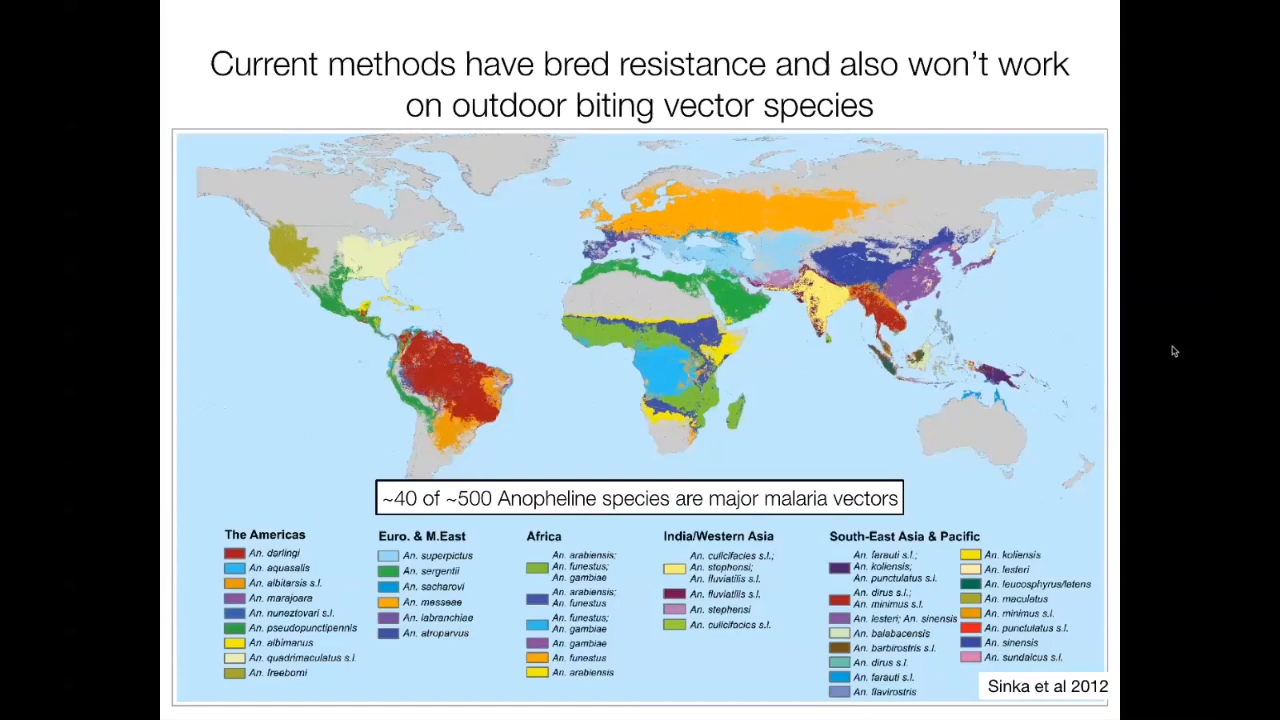 Current methods have bred resistance and also won't work
on outdoor biting vector species
~40 of ~500 Anopheline species are major malaria vectors
The Americas
An. darlingi
An. aquasalis
An. albitarsis s.l.
An. marajoara
An. nuneztovari s.l.
An. pseudopunctipennis
An. albimanus
An. quadrimaculatus s.l.
An. freeborni
Euro. & M.East
An. superpictus
An. sergentii
An. sacharovi
An. messeae
An. labranchiae
An. atroparvus
Africa
An. arabiensis;
An. funestus;
An. gambiae
An. arabiensis;
An. funestus
An. funestus;
An. gambiae
An. gambiae
An. funestus
An. arabiensis
India/Western Asia
An. culicifacies s.l.;
An. stephensi;
An. fluviatilis s.l.
An. fluviatilis s.l.
An. stephensi
An. culicifacies s.l.
South-East Asia & Pacific
An. farauti s.l.;
An. koliensis;
An. punctulatus s.l.
An. dirus s.l.;
An. minimus s.l.
An. lesteri; An. sinensis
An. balabacensis
An. barbirostris s.l.
An. dirus s.l.
An. farauti s.l.
An. flavirostris
An. koliensis
An. lesteri
An. leucosphyrus/latens
An. maculatus
An. minimus s.l.
An. punctulatus s.l.
An. sinensis
An. sundaicus s.l.
Sinka et al 2012